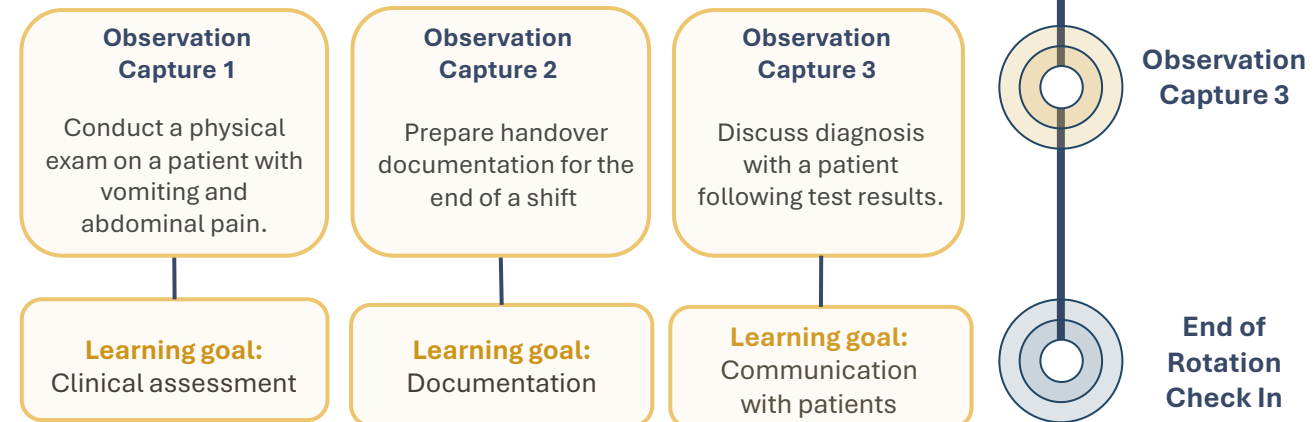 Observation
Capture 1
Conduct a physical
exam on a patient with
vomiting and
abdominal pain.
Learning goal:
Clinical assessment
Observation
Capture 2
Prepare handover
documentation for the
end of a shift
Learning goal:
Documentation
Observation
Capture 3
Discuss diagnosis
with a patient
following test results.
Learning goal:
Communication
with patients
Observation
Capture 3
End of
Rotation
Check In